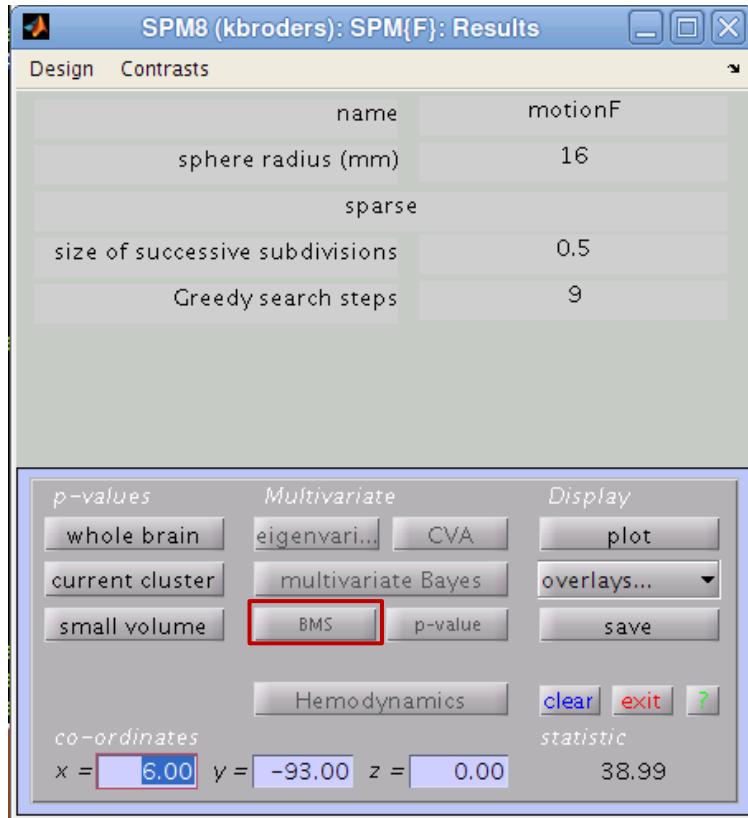 SPM8 (kbroders): SPM{F}: Results
Design Contrasts
name motionF
sphere radius (mm) 16
sparse
size of successive subdivisions 0.5
Greedy search steps 9
p-values Multivariate Display
whole brain eigenvari... CVA plot
current cluster multivariate Bayes overlays...
small volume BMS p-value save
Hemodynamics clear exit ?
co-ordinates statistic
x = 6.00 y = -93.00 z = 0.00 38.99